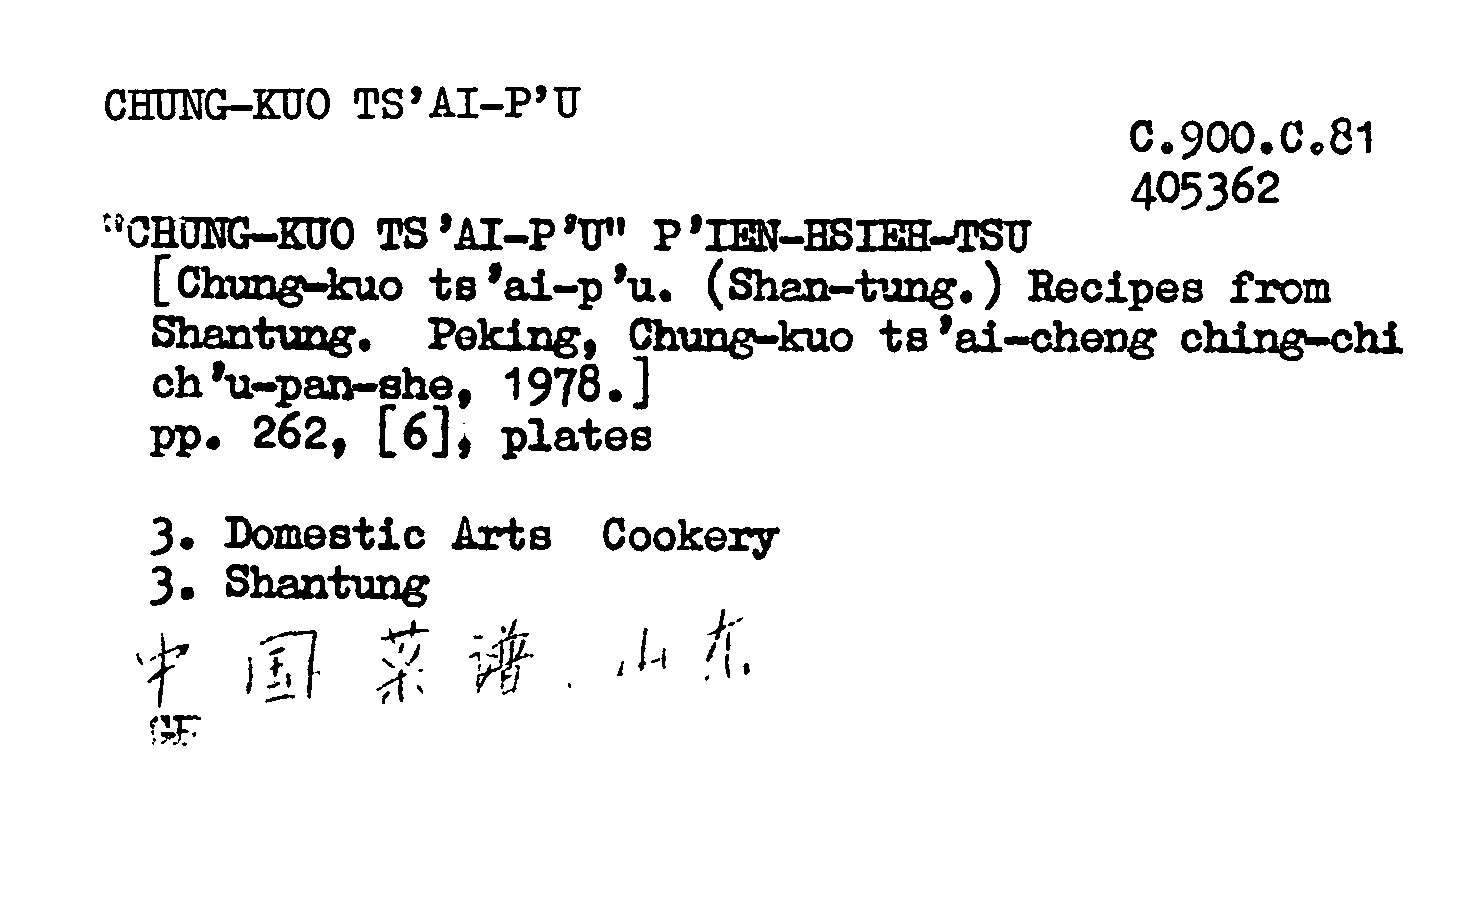 CHUNG-KUO TS'AI-P'U
C.900.C.81
405362
"CHUNG-KUO TS'AI-P'U" P'IEN-HSIEH-TSU
[Chung-kuo ts'ai-p'u. (Shan-tung.) Recipes from
Shantung. Peking, Chung-kuo ts'ai-cheng ching-chi
ch'u-pan-she, 1978.]
pp. 262, [6], plates
3. Domestic Arts Cookery
3. Shantung
中国菜谱. 山东